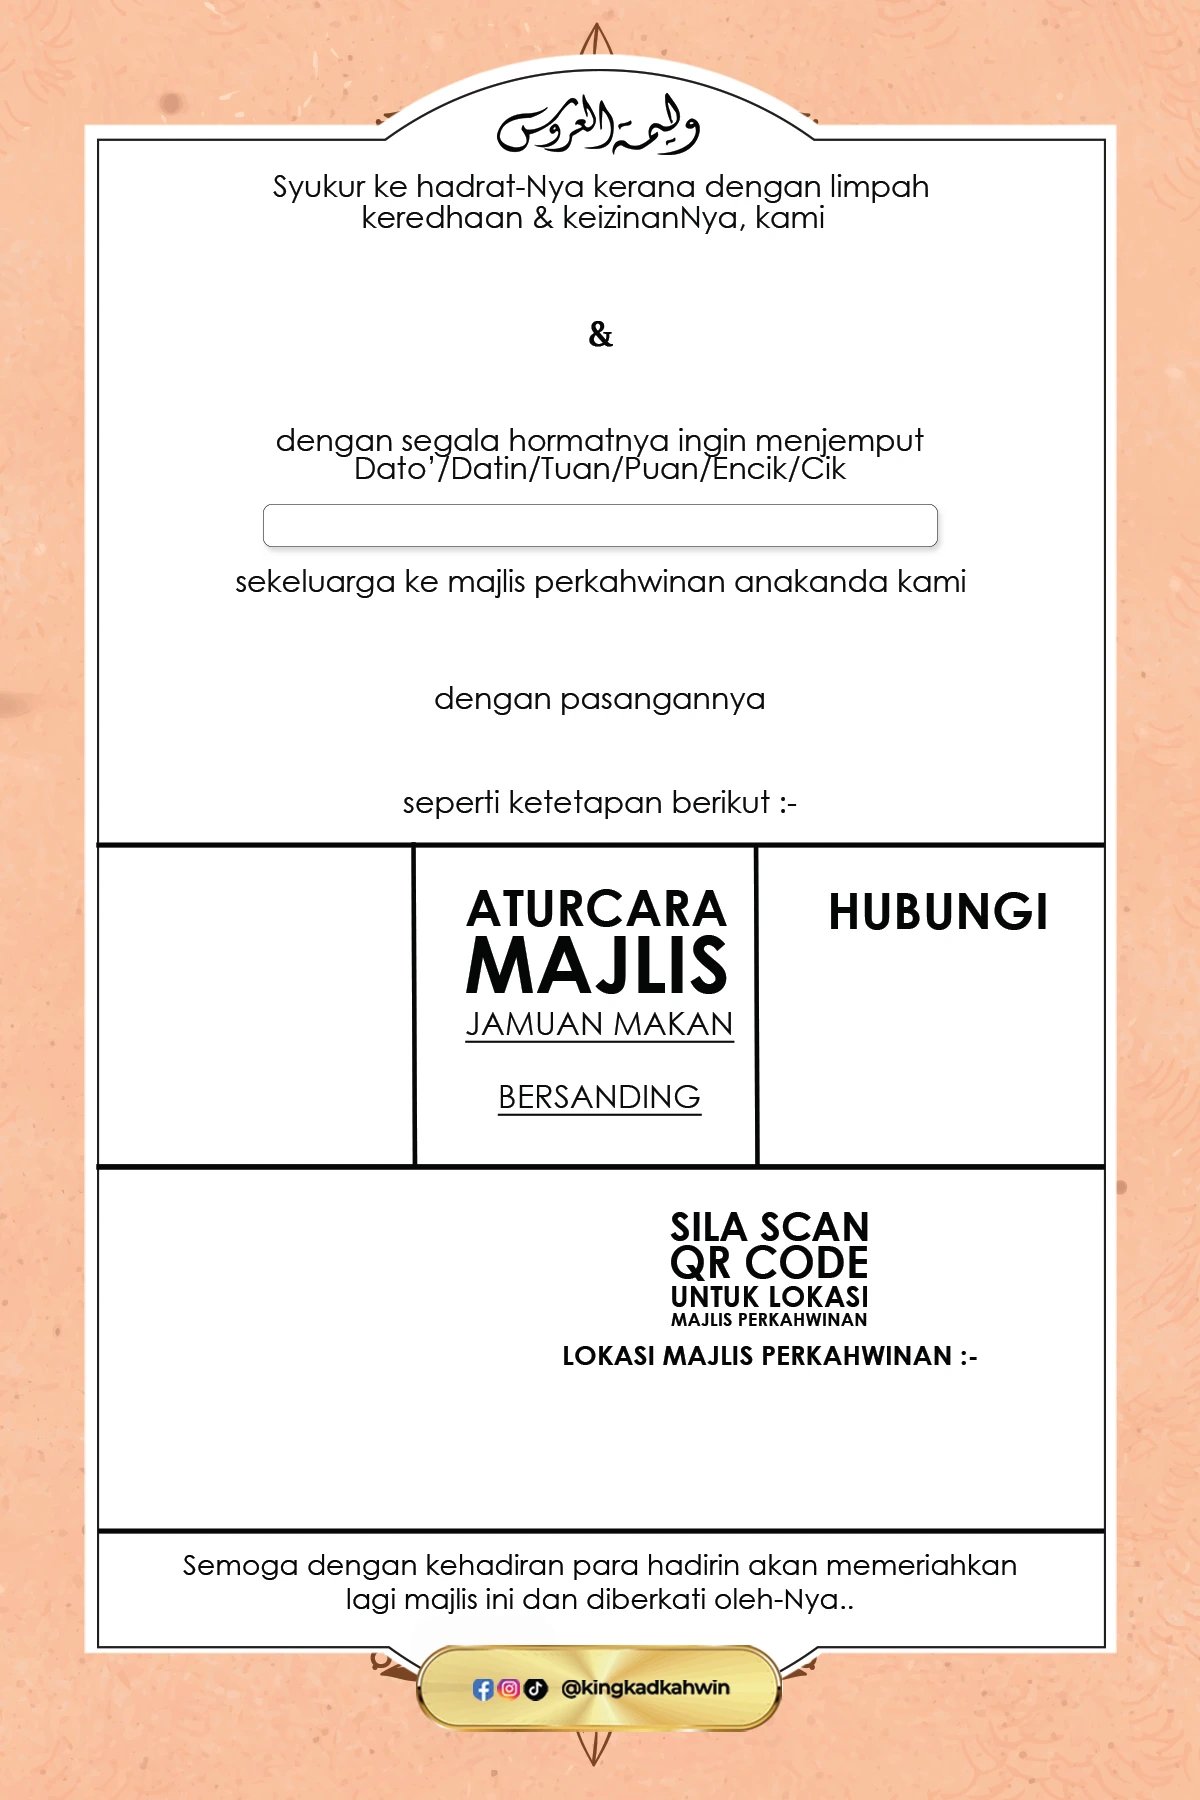 وليمة العروس
Syukur ke hadrat-Nya kerana dengan limpah
keredhaan & keizinanNya, kami
&
dengan segala hormatnya ingin menjemput
Dato’/Datin/Tuan/Puan/Encik/Cik
sekeluarga ke majlis perkahwinan anakanda kami
dengan pasangannya
seperti ketetapan berikut :-
ATURCARA
MAJLIS
JAMUAN MAKAN
BERSANDING
HUBUNGI
SILA SCAN
QR CODE
UNTUK LOKASI
MAJLIS PERKAHWINAN
LOKASI MAJLIS PERKAHWINAN :-
Semoga dengan kehadiran para hadirin akan memeriahkan
lagi majlis ini dan diberkati oleh-Nya..
@kingkadkahwin